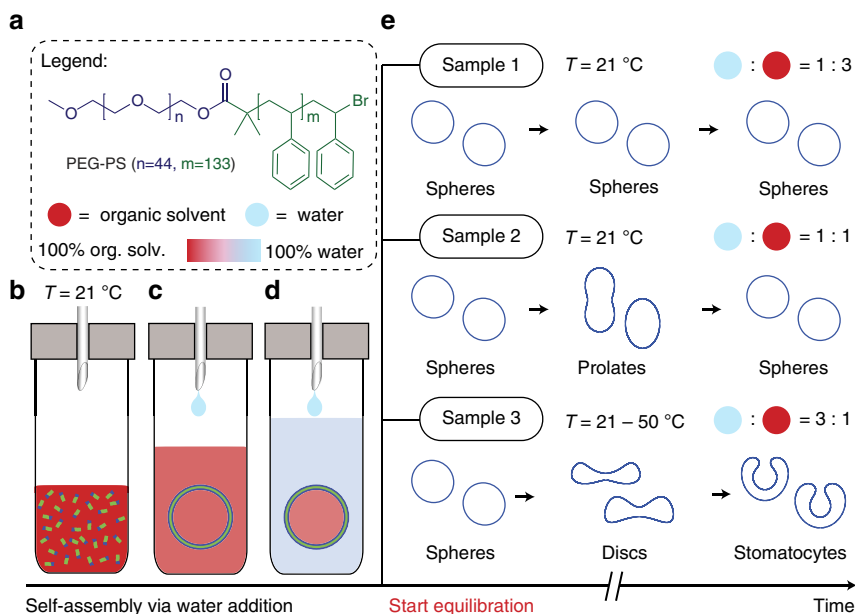 a
Legend:
O
O
O
O
O
n
m
Br
PEG-PS (n=44, m=133)
= organic solvent
= water
100% org. solv.
100% water
b
T = 21 °C
c
d
e
Sample 1
T = 21 °C
: = 1 : 3
Spheres
Spheres
Spheres
Sample 2
T = 21 °C
: = 1 : 1
Spheres
Prolates
Spheres
Sample 3
T = 21 – 50 °C
: = 3 : 1
Spheres
Discs
Stomatocytes
Self-assembly via water addition
Start equilibration
Time